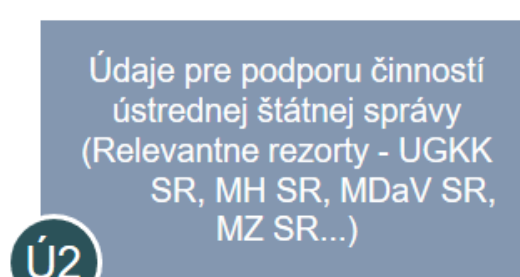 Údaje pre podporu činností
ústrednej štátnej správy
(Relevantne rezorty - UGKK
SR, MH SR, MDaV SR,
MZ SR...)
Ú2